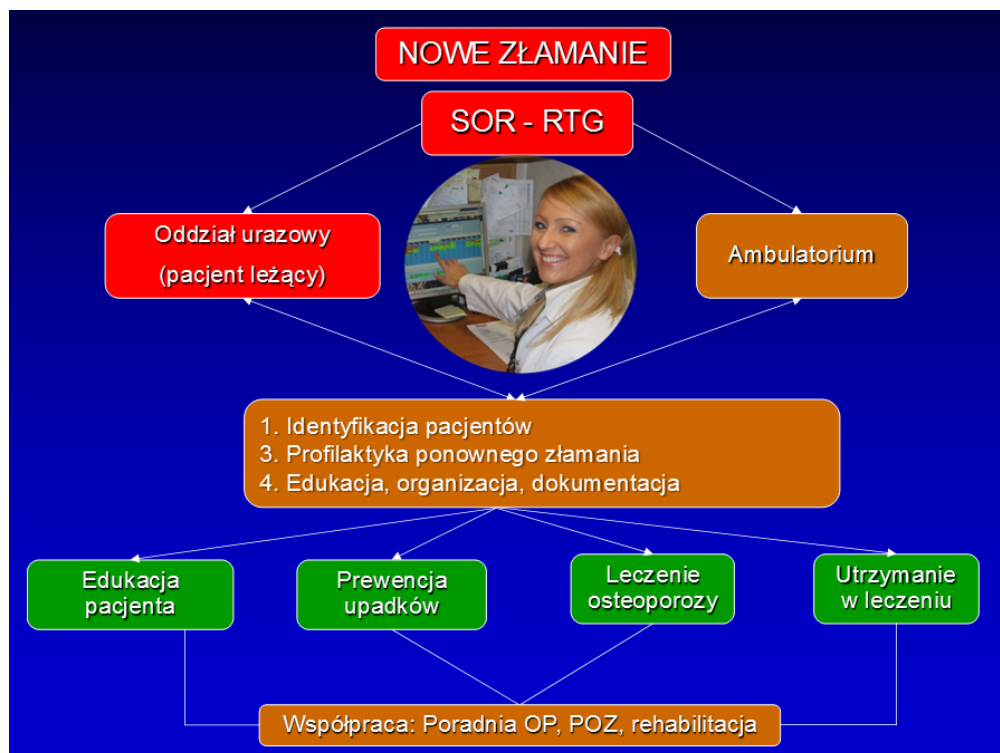 NOWE ZŁAMANIE
SOR - RTG
Oddział urazowy
(pacjent leżący)
Ambulatorium
1. Identyfikacja pacjentów
3. Profilaktyka ponownego złamania
4. Edukacja, organizacja, dokumentacja
Edukacja
pacjenta
Prewencja
upadków
Leczenie
osteoporozy
Utrzymanie
w leczeniu
Współpraca: Poradnia OP, POZ, rehabilitacja